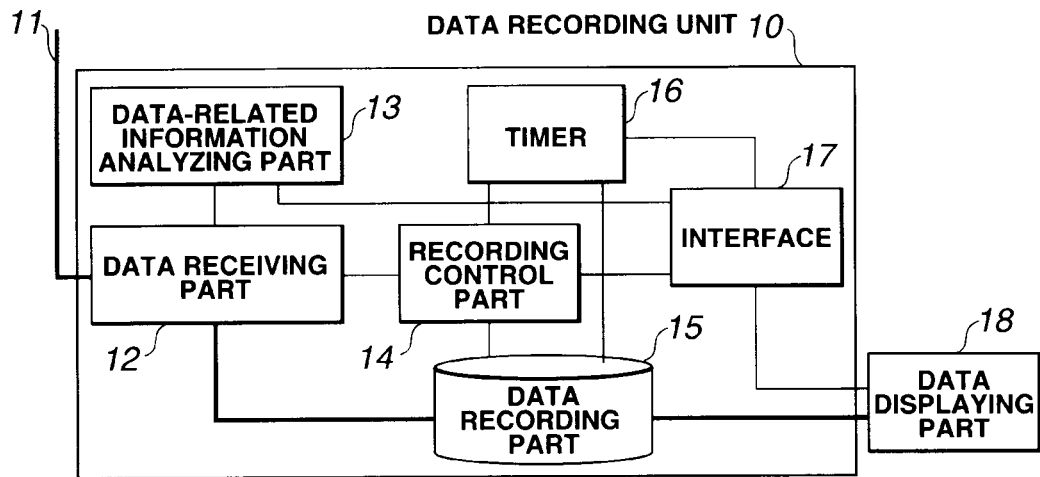 11
DATA RECORDING UNIT 10
DATA-RELATED
INFORMATION
ANALYZING PART
13
TIMER
16
17
INTERFACE
DATA RECEIVING
PART
12
RECORDING
CONTROL
PART
14
15
DATA
RECORDING
PART
18
DATA
DISPLAYING
PART